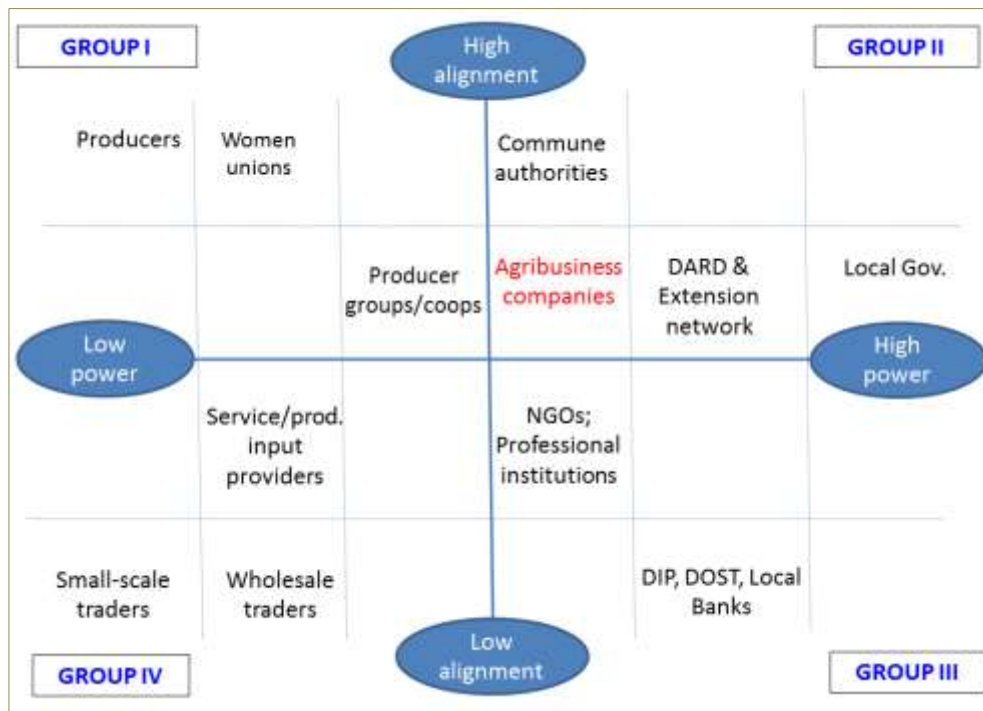 GROUP I
High
alignment
GROUP II
Producers
Women
unions
Commune
authorities
Producer
groups/coops
Agribusiness
companies
DARD &
Extension
network
Local Gov.
Low
power
High
power
Service/prod.
input
providers
NGOs;
Professional
institutions
Small-scale
traders
Wholesale
traders
DIP, DOST, Local
Banks
Low
alignment
GROUP IV
GROUP III